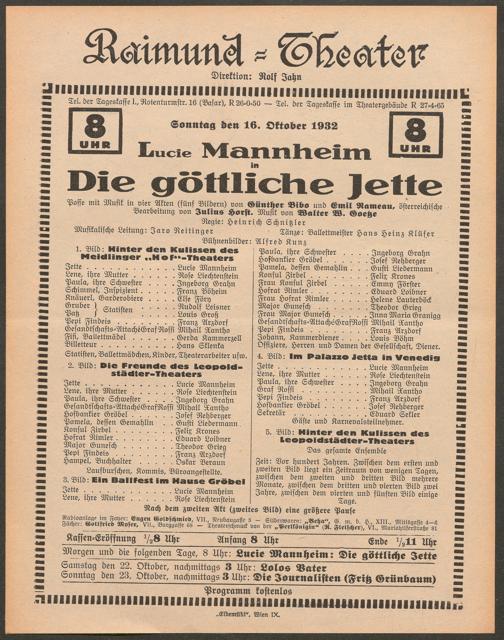 Raimund=Theater
Direktion: Rolf Jahn
Tel. der Tageskasse I., Rotenturmstr. 16 (Basar), R 26-0-50 — Tel. der Tageskasse im Theatergebäude R 27-4-65
8 UHR
Sonntag den 16. Oktober 1932
8 UHR
Lucie Mannheim
in
Die göttliche Jette
Posse mit Musik in vier Akten (fünf Bildern) von Günther Bibo und Emil Rameau, österreichische
Bearbeitung von Julius Horst. Musik von Walter W. Goetze
Regie: Heinrich Schnitzler
Musikalische Leitung: Jaro Reitinger Tänze: Ballettmeister Hans Heinz Kläfer
Bühnenbilder: Alfred Kunz
1. Bild: Hinter den Kulissen des
Meidlinger „Hof"-Theaters
Jette Lucie Mannheim
Lene, ihre Mutter Rose Liechtenstein
Paula, ihre Schwester Ingeborg Grahn
Schimmel, Inspizient Franz Böheim
Knäuerl, Garderobiere Else Föry
Gruber } Statisten Rudolf Leisner
Patz Louis Groß
Pepi Findeis Franz Arzdorf
Gesandtschafts-Attaché Graf Rossi Mihail Xantho
Fifi, Ballettmädel Gerda Kammerzell
Billetteur Hans Sklenka
Statisten, Ballettmädchen, Kinder, Theaterarbeiter usw.
2. Bild: Die Freunde des Leopold-
städter-Theaters
Jette Lucie Mannheim
Lene, ihre Mutter Rose Liechtenstein
Paula, ihre Schwester Ingeborg Grahn
Gesandtschafts-Attaché Graf Rossi Mihail Xantho
Hofbankier Gröbel Josef Rehberger
Pamela, dessen Gemahlin Gusti Liedermann
Konsul Firbel Felix Krones
Hofrat Rimler Eduard Loibner
Major Gunesch Theodor Grieg
Pepi Findeis Franz Arzdorf
Hampel, Buchhalter Oskar Beraun
Laufburschen, Kommis, Büroangestellte.
3. Bild: Ein Ballfest im Hause Gröbel
Jette Lucie Mannheim
Lene, ihre Mutter Rose Liechtenstein
Paula, ihre Schwester Ingeborg Grahn
Hofbankier Gröbel Josef Rehberger
Pamela, dessen Gemahlin Gusti Liedermann
Konsul Firbel Felix Krones
Frau Konsul Firbel Emmy Förster
Hofrat Rimler Eduard Loibner
Frau Hofrat Rimler Helene Lauterböck
Major Gunesch Theodor Grieg
Frau Major Gunesch Inna Maria Granigg
Gesandtschafts-Attaché Graf Rossi Mihail Xantho
Pepi Findeis Franz Arzdorf
Johann, Kammerdiener Louis Böhm
Offiziere, Herren und Damen der Gesellschaft, Diener.
4. Bild: Im Palazzo Jetta in Venedig
Jette Lucie Mannheim
Lene, ihre Mutter Rose Liechtenstein
Paula, ihre Schwester Ingeborg Grahn
Graf Rossi Mihail Xantho
Pepi Findeis Franz Arzdorf
Hofbankier Gröbel Josef Rehberger
Sekretär Eduard Sekler
Gäste und Karnevalsteilnehmer.
5. Bild: Hinter den Kulissen des
Leopoldstädter-Theaters
Das gesamte Ensemble
Zeit: Vor hundert Jahren. Zwischen dem ersten und
zweiten Bild liegt ein Zeitraum von wenigen Tagen,
zwischen dem zweiten und dritten Bild mehrere
Monate, zwischen dem dritten und vierten Bild zwei
Jahre, zwischen dem vierten und fünften Bild einige
Tage.
Nach dem zweiten Akt (zweites Bild) eine größere Pause
Kassen-Eröffnung ½8 Uhr Anfang 8 Uhr Ende ½11 Uhr
Morgen und die folgenden Tage, 8 Uhr: Lucie Mannheim: Die göttliche Jette
Samstag den 22. Oktober, nachmittags 3 Uhr: Lolos Vater
Sonntag den 23. Oktober, nachmittags 3 Uhr: Die Journalisten (Fritz Grünbaum)
Programm kostenlos
„Elbemühl", Wien IX.